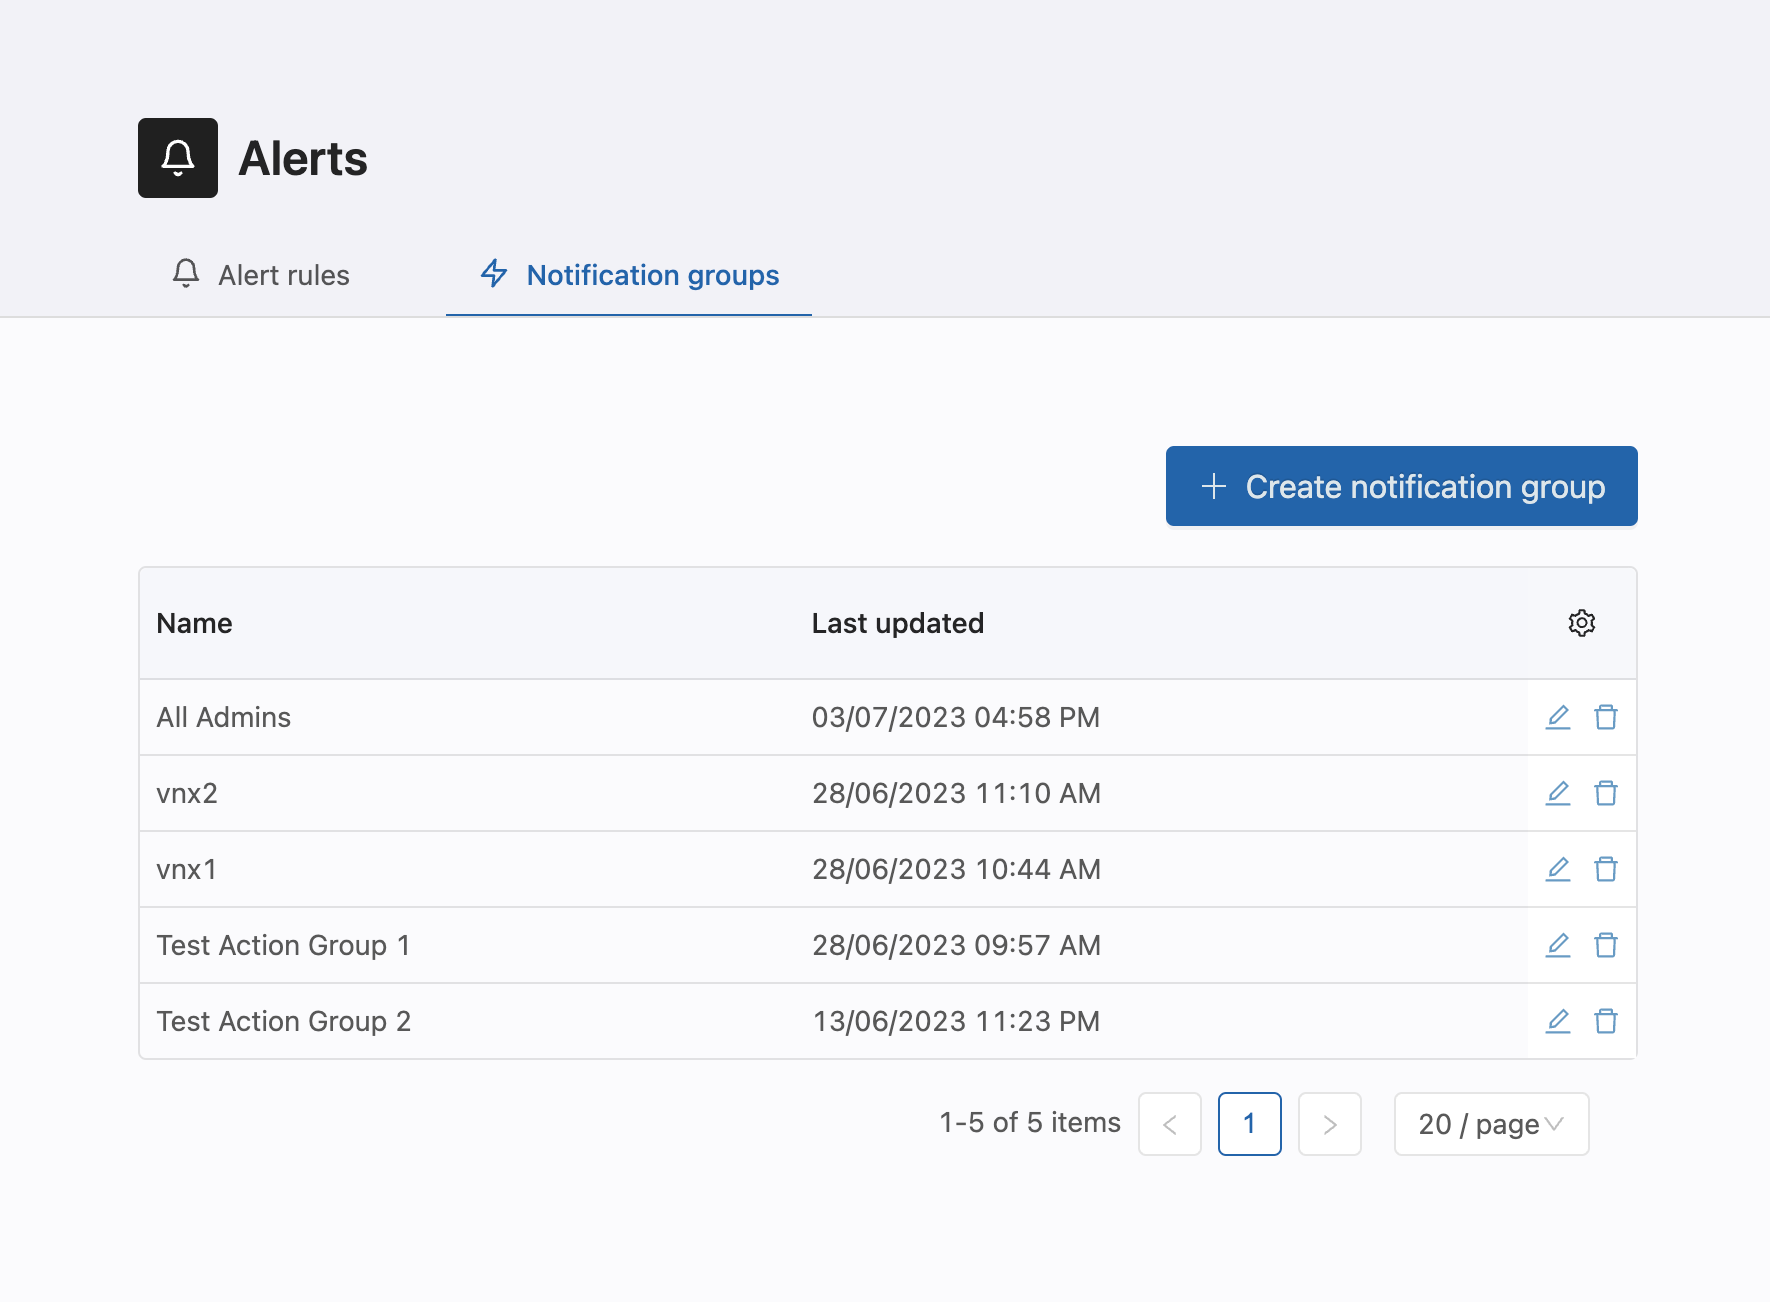 Alerts
Alert rules
Notification groups
Create notification group
Name Last updated
All Admins 03/07/2023 04:58 PM
vnx2 28/06/2023 11:10 AM
vnx1 28/06/2023 10:44 AM
Test Action Group 1 28/06/2023 09:57 AM
Test Action Group 2 13/06/2023 11:23 PM
1-5 of 5 items 1 20 / page